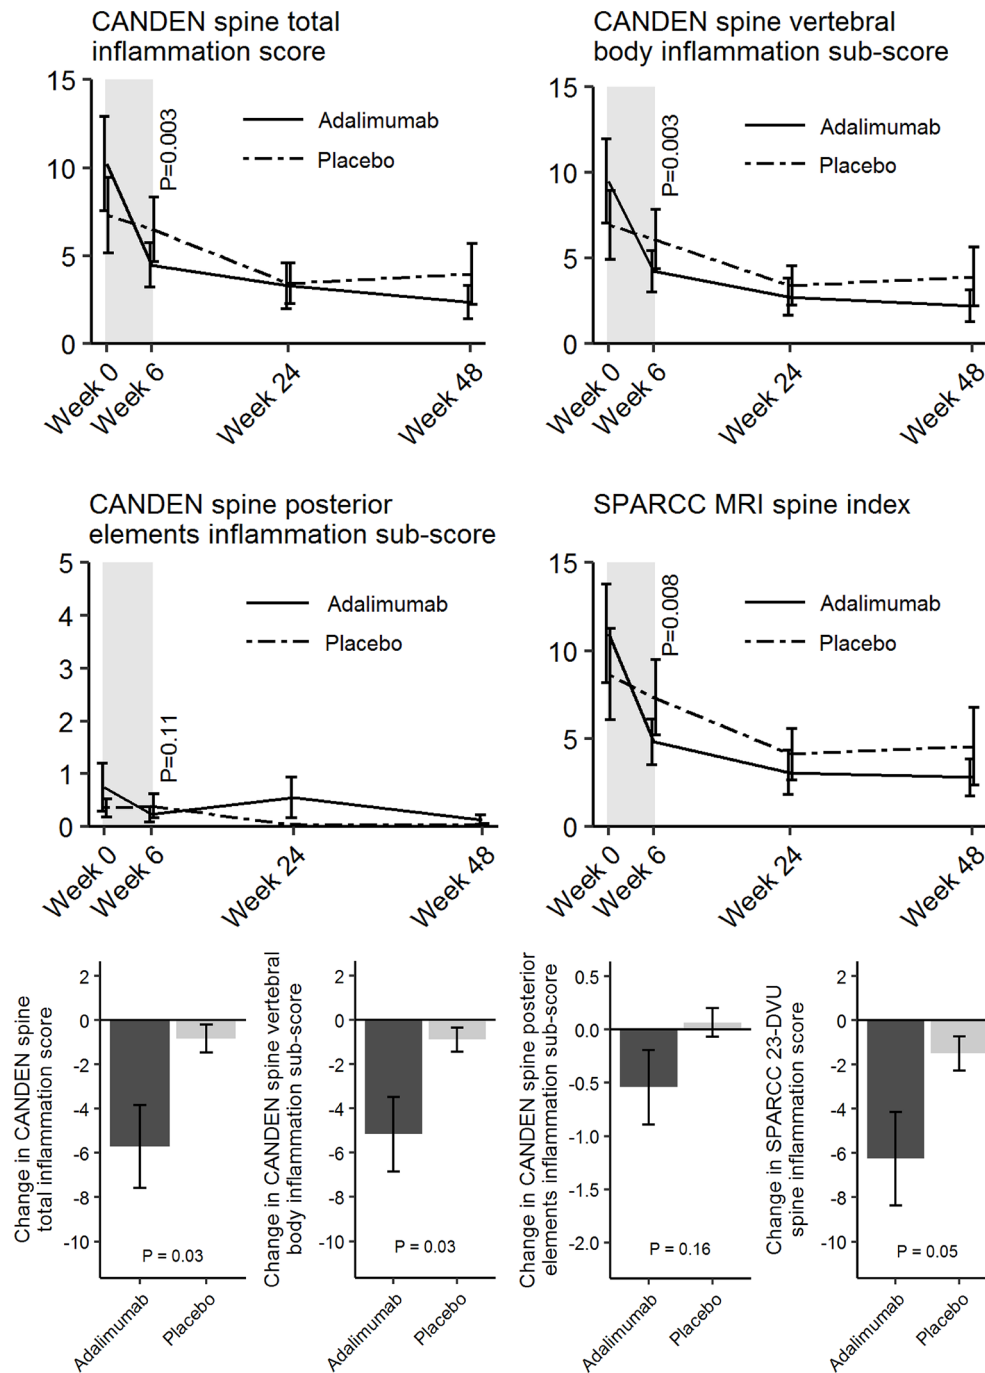 CANDEN spine total
inflammation score
15
10
5
0
P=0.003
Adalimumab
Placebo
Week 0
Week 6
Week 24
Week 48
CANDEN spine vertebral
body inflammation sub-score
15
10
5
0
P=0.003
Adalimumab
Placebo
Week 0
Week 6
Week 24
Week 48
CANDEN spine posterior
elements inflammation sub-score
5
4
3
2
1
0
P=0.11
Adalimumab
Placebo
Week 0
Week 6
Week 24
Week 48
SPARCC MRI spine index
15
10
5
0
P=0.008
Adalimumab
Placebo
Week 0
Week 6
Week 24
Week 48
Change in CANDEN spine
total inflammation score
2
0
-2
-4
-6
-8
-10
P = 0.03
Adalimumab
Placebo
Change in CANDEN spine vertebral
body inflammation sub-score
2
0
-2
-4
-6
-8
-10
P = 0.03
Adalimumab
Placebo
Change in CANDEN spine posterior
elements inflammation sub-score
0.5
0.0
-0.5
-1.0
-1.5
-2.0
P = 0.16
Adalimumab
Placebo
Change in SPARCC 23-DVU
spine inflammation score
2
0
-2
-4
-6
-8
-10
P = 0.05
Adalimumab
Placebo